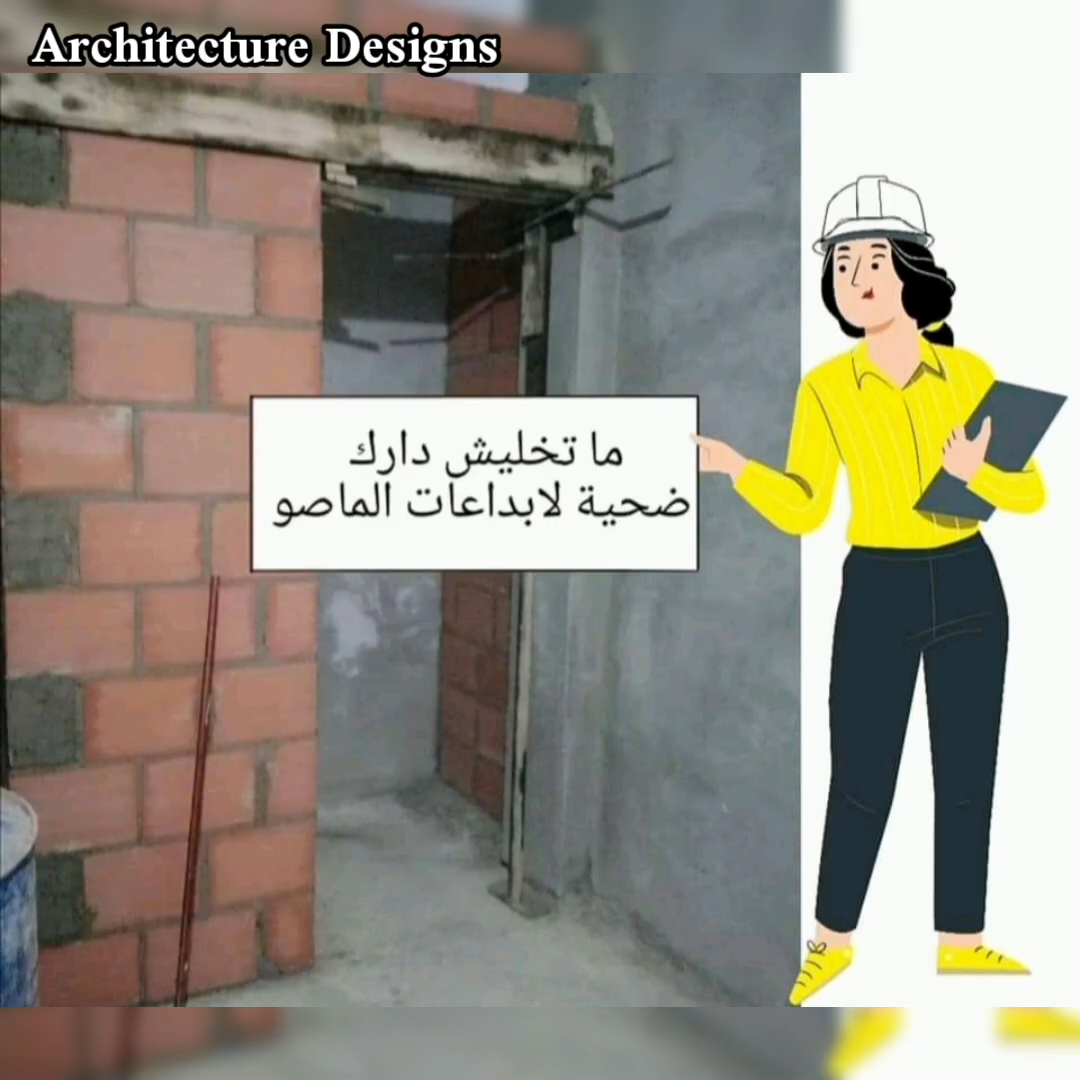 Architecture Designs
ما تخليش دارك
ضحية لابداعات الماصو